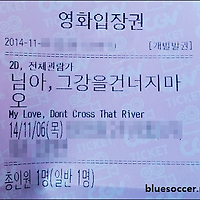 영화입장권
2014-11-
[개발발권]
2D, 전체관람가
님아,그강을건너지마
오
My Love, Dont Cross That River
14/11/06(목)
총인원 1명(일반 1명)
bluesoccer.n